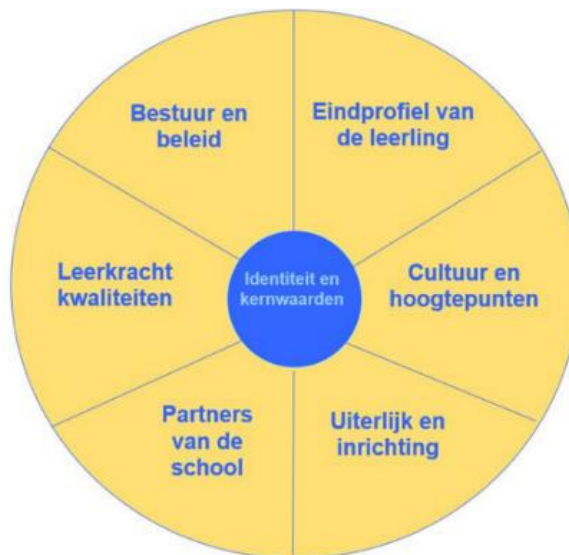 Bestuur en
beleid
Eindprofiel van
de leerling
Leerkracht
kwaliteiten
Identiteit en
kernwaarden
Cultuur en
hoogtepunten
Partners
van de
school
Uiterlijk en
inrichting